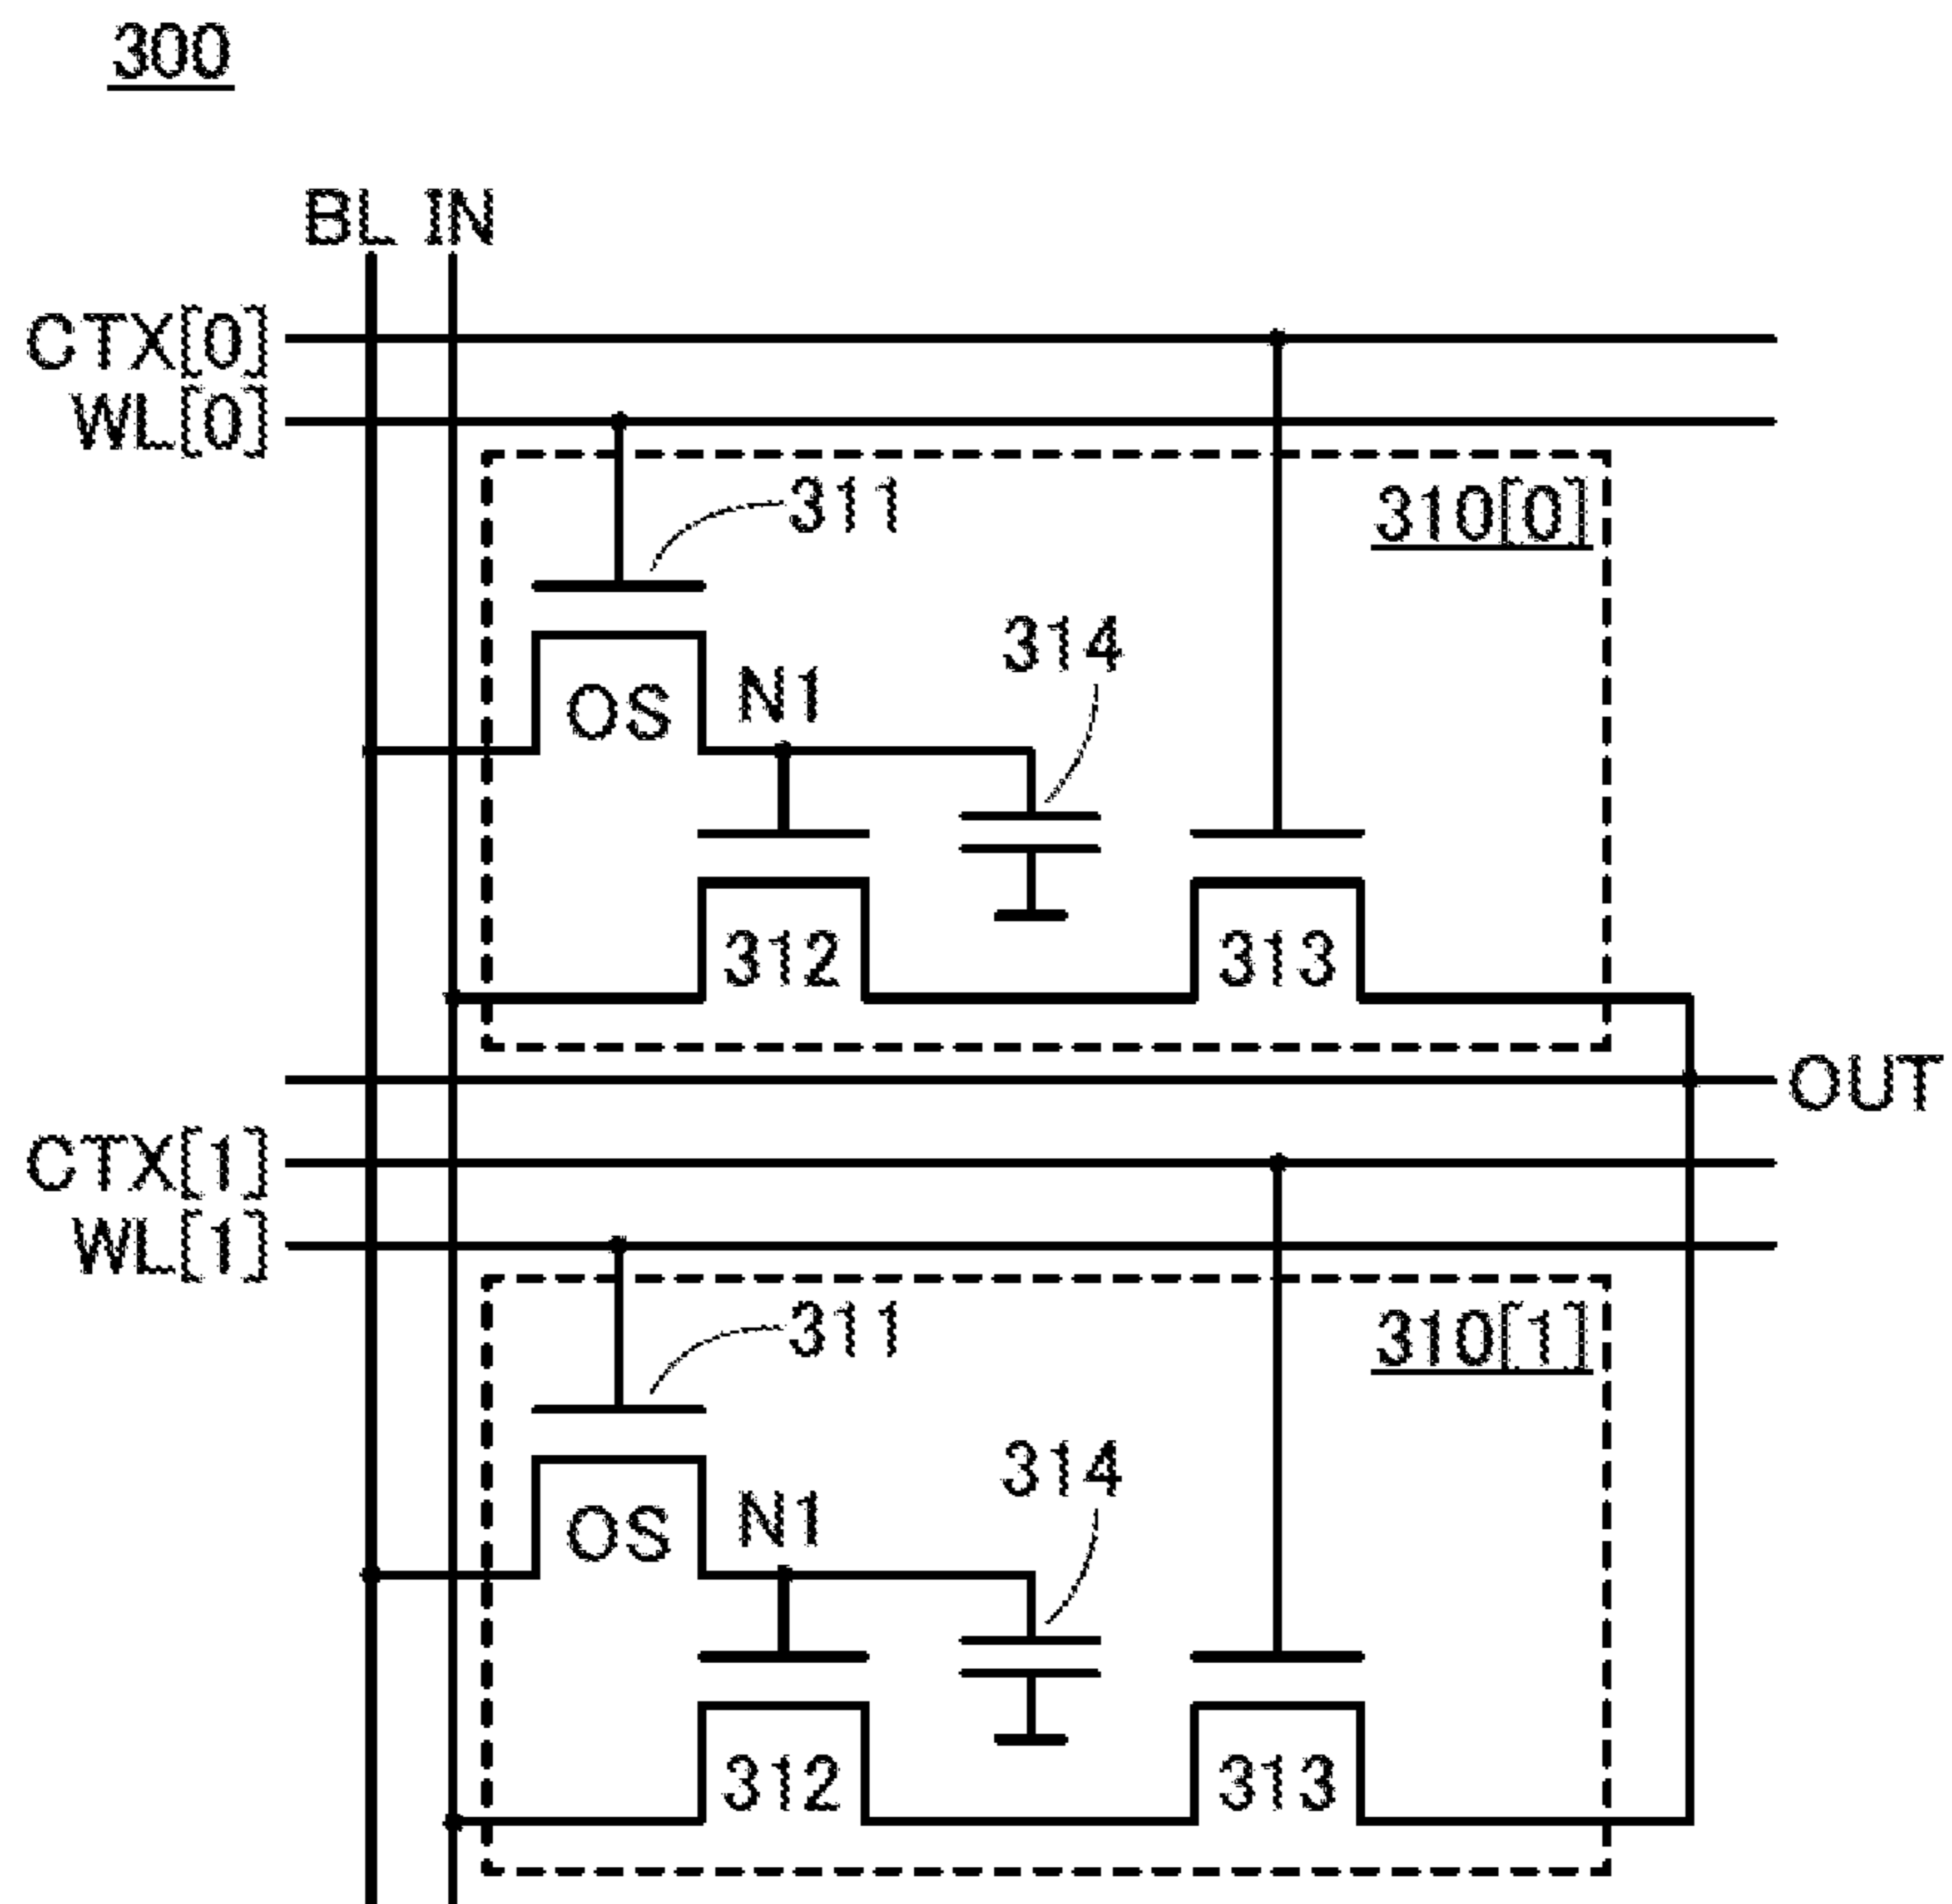 300
BL IN
CTX[0]
WL[0]
311
310[0]
314
N1
OS
312
313
OUT
CTX[1]
WL[1]
311
310[1]
314
N1
OS
312
313